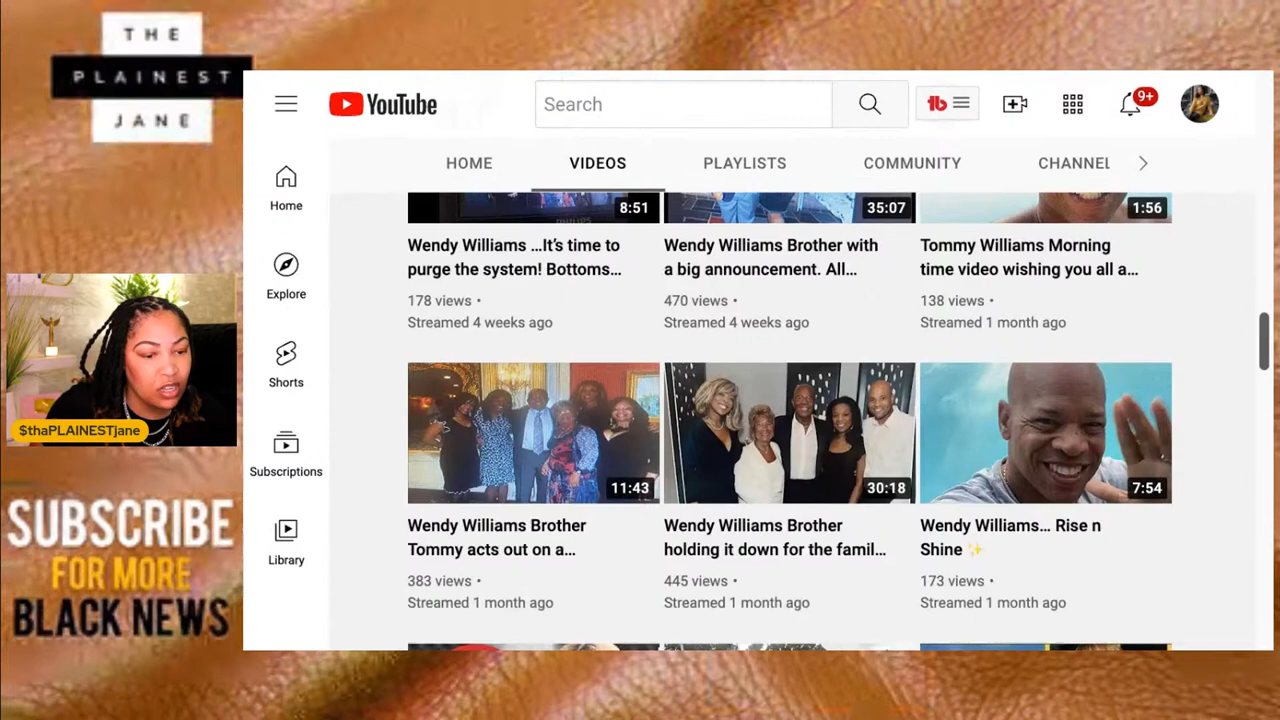 THE
PLAINEST
JANE
YouTube
Search
9+
HOME
VIDEOS
PLAYLISTS
COMMUNITY
CHANNEL
Home
Explore
Shorts
Subscriptions
Library
8:51
35:07
1:56
Wendy Williams ...It's time to
purge the system! Bottoms...
178 views •
Streamed 4 weeks ago
Wendy Williams Brother with
a big announcement. All...
470 views •
Streamed 4 weeks ago
Tommy Williams Morning
time video wishing you all a...
138 views •
Streamed 1 month ago
11:43
30:18
7:54
Wendy Williams Brother
Tommy acts out on a...
383 views •
Streamed 1 month ago
Wendy Williams Brother
holding it down for the famil...
445 views •
Streamed 1 month ago
Wendy Williams... Rise n
Shine ✨
173 views •
Streamed 1 month ago
$thaPLAINESTjane
SUBSCRIBE
FOR MORE
BLACK NEWS